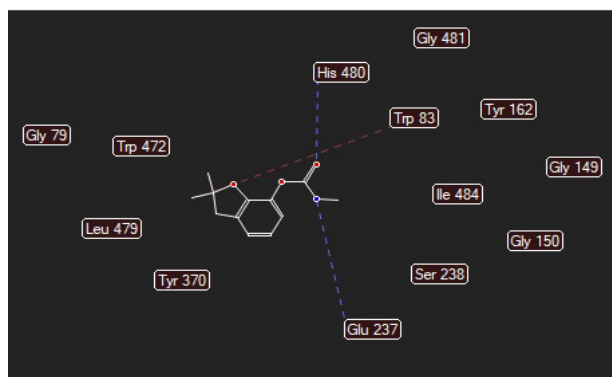 Gly 481
His 480
Trp 83
Tyr 162
Gly 79
Trp 472
Gly 149
Ile 484
Leu 479
Gly 150
Ser 238
Tyr 370
Glu 237